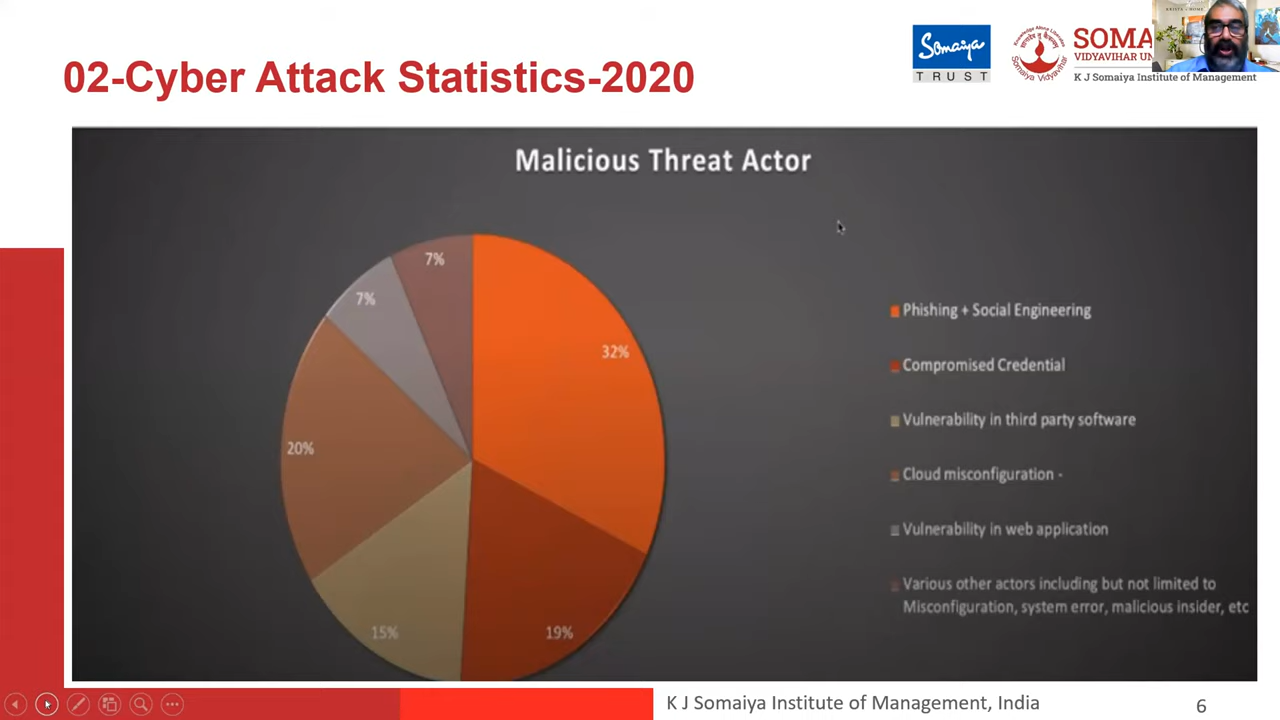 02-Cyber Attack Statistics-2020
Somaiya
TRUST
Somaiya Vidyavihar
SOMA
VIDYAVIHAR UN
K J Somaiya Institute of Management
Malicious Threat Actor
7%
7%
32%
20%
15%
19%
Phishing + Social Engineering
Compromised Credential
Vulnerability in third party software
Cloud misconfiguration -
Vulnerability in web application
Various other actors including but not limited to
Misconfiguration, system error, malicious insider, etc
K J Somaiya Institute of Management, India
6